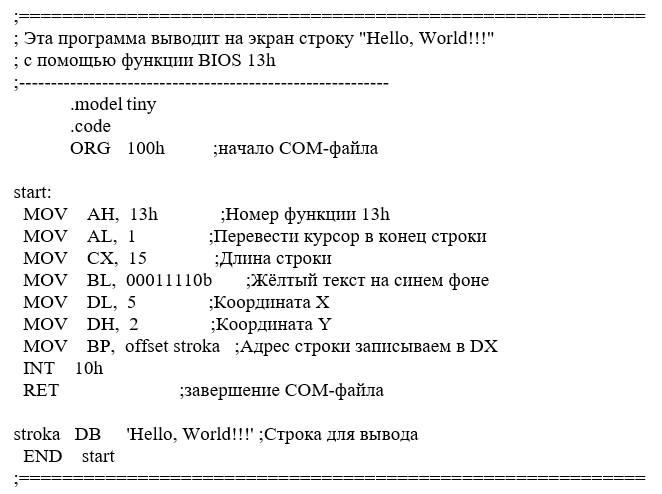 ;==========================================================
; Эта программа выводит на экран строку "Hello, World!!!"
; с помощью функции BIOS 13h
;----------------------------------------------------------
.model tiny
.code
ORG 100h ;начало COM-файла
start:
MOV AH, 13h ;Номер функции 13h
MOV AL, 1 ;Перевести курсор в конец строки
MOV CX, 15 ;Длина строки
MOV BL, 00011110b ;Жёлтый текст на синем фоне
MOV DL, 5 ;Координата X
MOV DH, 2 ;Координата Y
MOV BP, offset stroka ;Адрес строки записываем в DX
INT 10h
RET ;завершение COM-файла
stroka DB 'Hello, World!!!' ;Строка для вывода
END start
;==========================================================